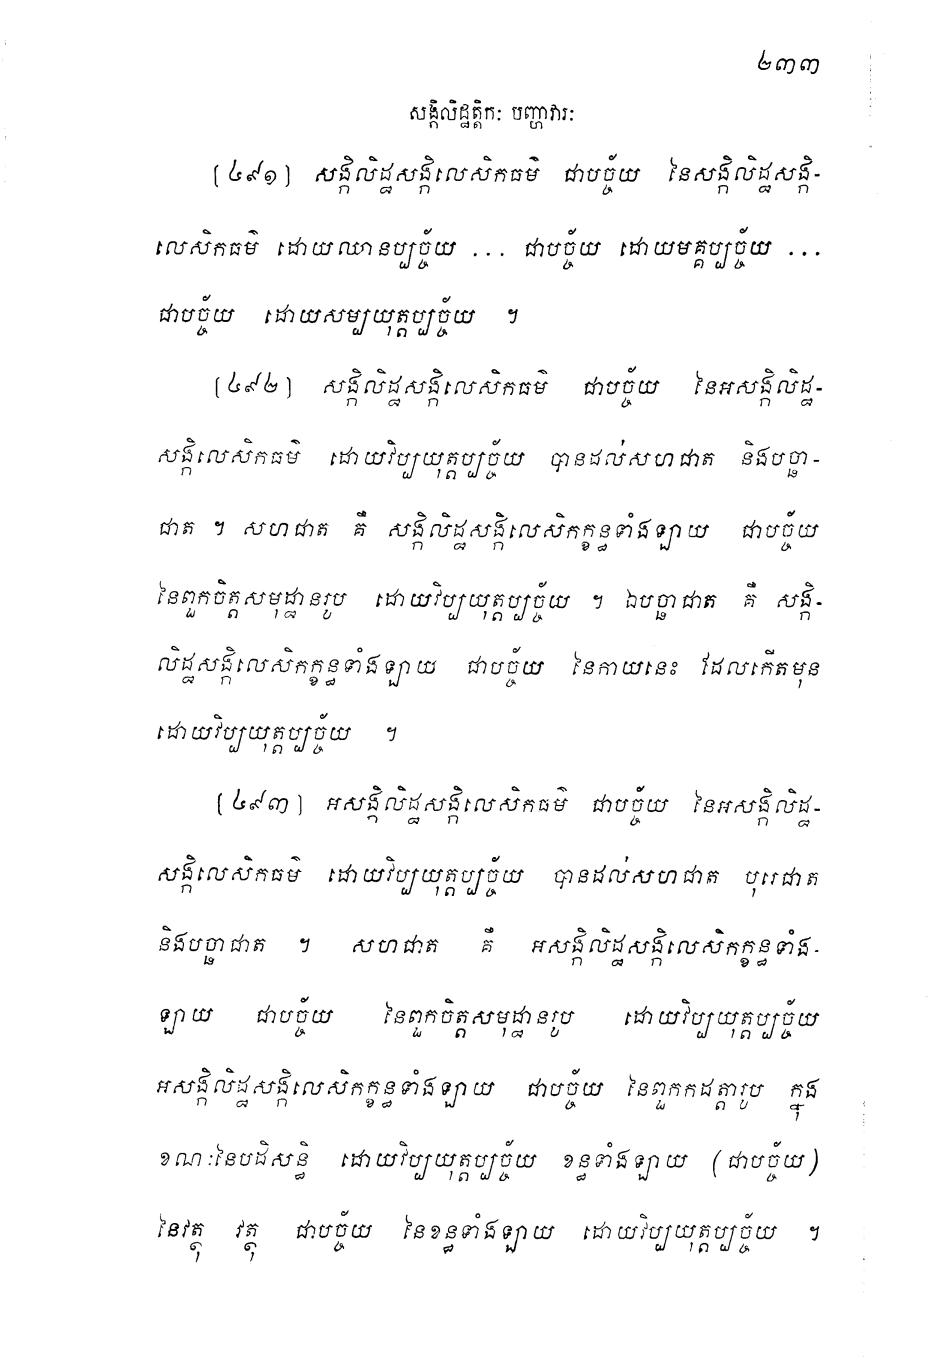 ២៣៣
សង្កិលិដ្ឋត្តិកៈ បញ្ហាវារៈ
[៤៩១] សង្កិលិដ្ឋសង្កិលេសិកធម៌ ជាបច្ច័យ នៃសង្កិលិដ្ឋសង្កិ-
លេសិកធម៌ ដោយឈានប្បច្ច័យ ... ជាបច្ច័យ ដោយមគ្គប្បច្ច័យ ...
ជាបច្ច័យ ដោយសម្បយុត្តប្បច្ច័យ ។
[៤៩២] សង្កិលិដ្ឋសង្កិលេសិកធម៌ ជាបច្ច័យ នៃអសង្កិលិដ្ឋ-
សង្កិលេសិកធម៌ ដោយវិប្បយុត្តប្បច្ច័យ បានដល់សហជាត និងបច្ឆា-
ជាត ។ សហជាត គឺ សង្កិលិដ្ឋសង្កិលេសិកក្ខន្ធទាំងឡាយ ជាបច្ច័យ
នៃពួកចិត្តសមុដ្ឋានរូប ដោយវិប្បយុត្តប្បច្ច័យ ។ ឯបច្ឆាជាត គឺ សង្កិ-
លិដ្ឋសង្កិលេសិកក្ខន្ធទាំងឡាយ ជាបច្ច័យ នៃកាយនេះ ដែលកើតមុន
ដោយវិប្បយុត្តប្បច្ច័យ ។
[៤៩៣] អសង្កិលិដ្ឋសង្កិលេសិកធម៌ ជាបច្ច័យ នៃអសង្កិលិដ្ឋ-
សង្កិលេសិកធម៌ ដោយវិប្បយុត្តប្បច្ច័យ បានដល់សហជាត បុរេជាត
និងបច្ឆាជាត ។ សហជាត គឺ អសង្កិលិដ្ឋសង្កិលេសិកក្ខន្ធទាំង-
ឡាយ ជាបច្ច័យ នៃពួកចិត្តសមុដ្ឋានរូប ដោយវិប្បយុត្តប្បច្ច័យ
អសង្កិលិដ្ឋសង្កិលេសិកក្ខន្ធទាំងឡាយ ជាបច្ច័យ នៃពួកកដត្តារូប ក្នុង
ខណៈនៃបដិសន្ធិ ដោយវិប្បយុត្តប្បច្ច័យ ខន្ធទាំងឡាយ (ជាបច្ច័យ)
នៃវត្ថុ វត្ថុ ជាបច្ច័យ នៃខន្ធទាំងឡាយ ដោយវិប្បយុត្តប្បច្ច័យ ។